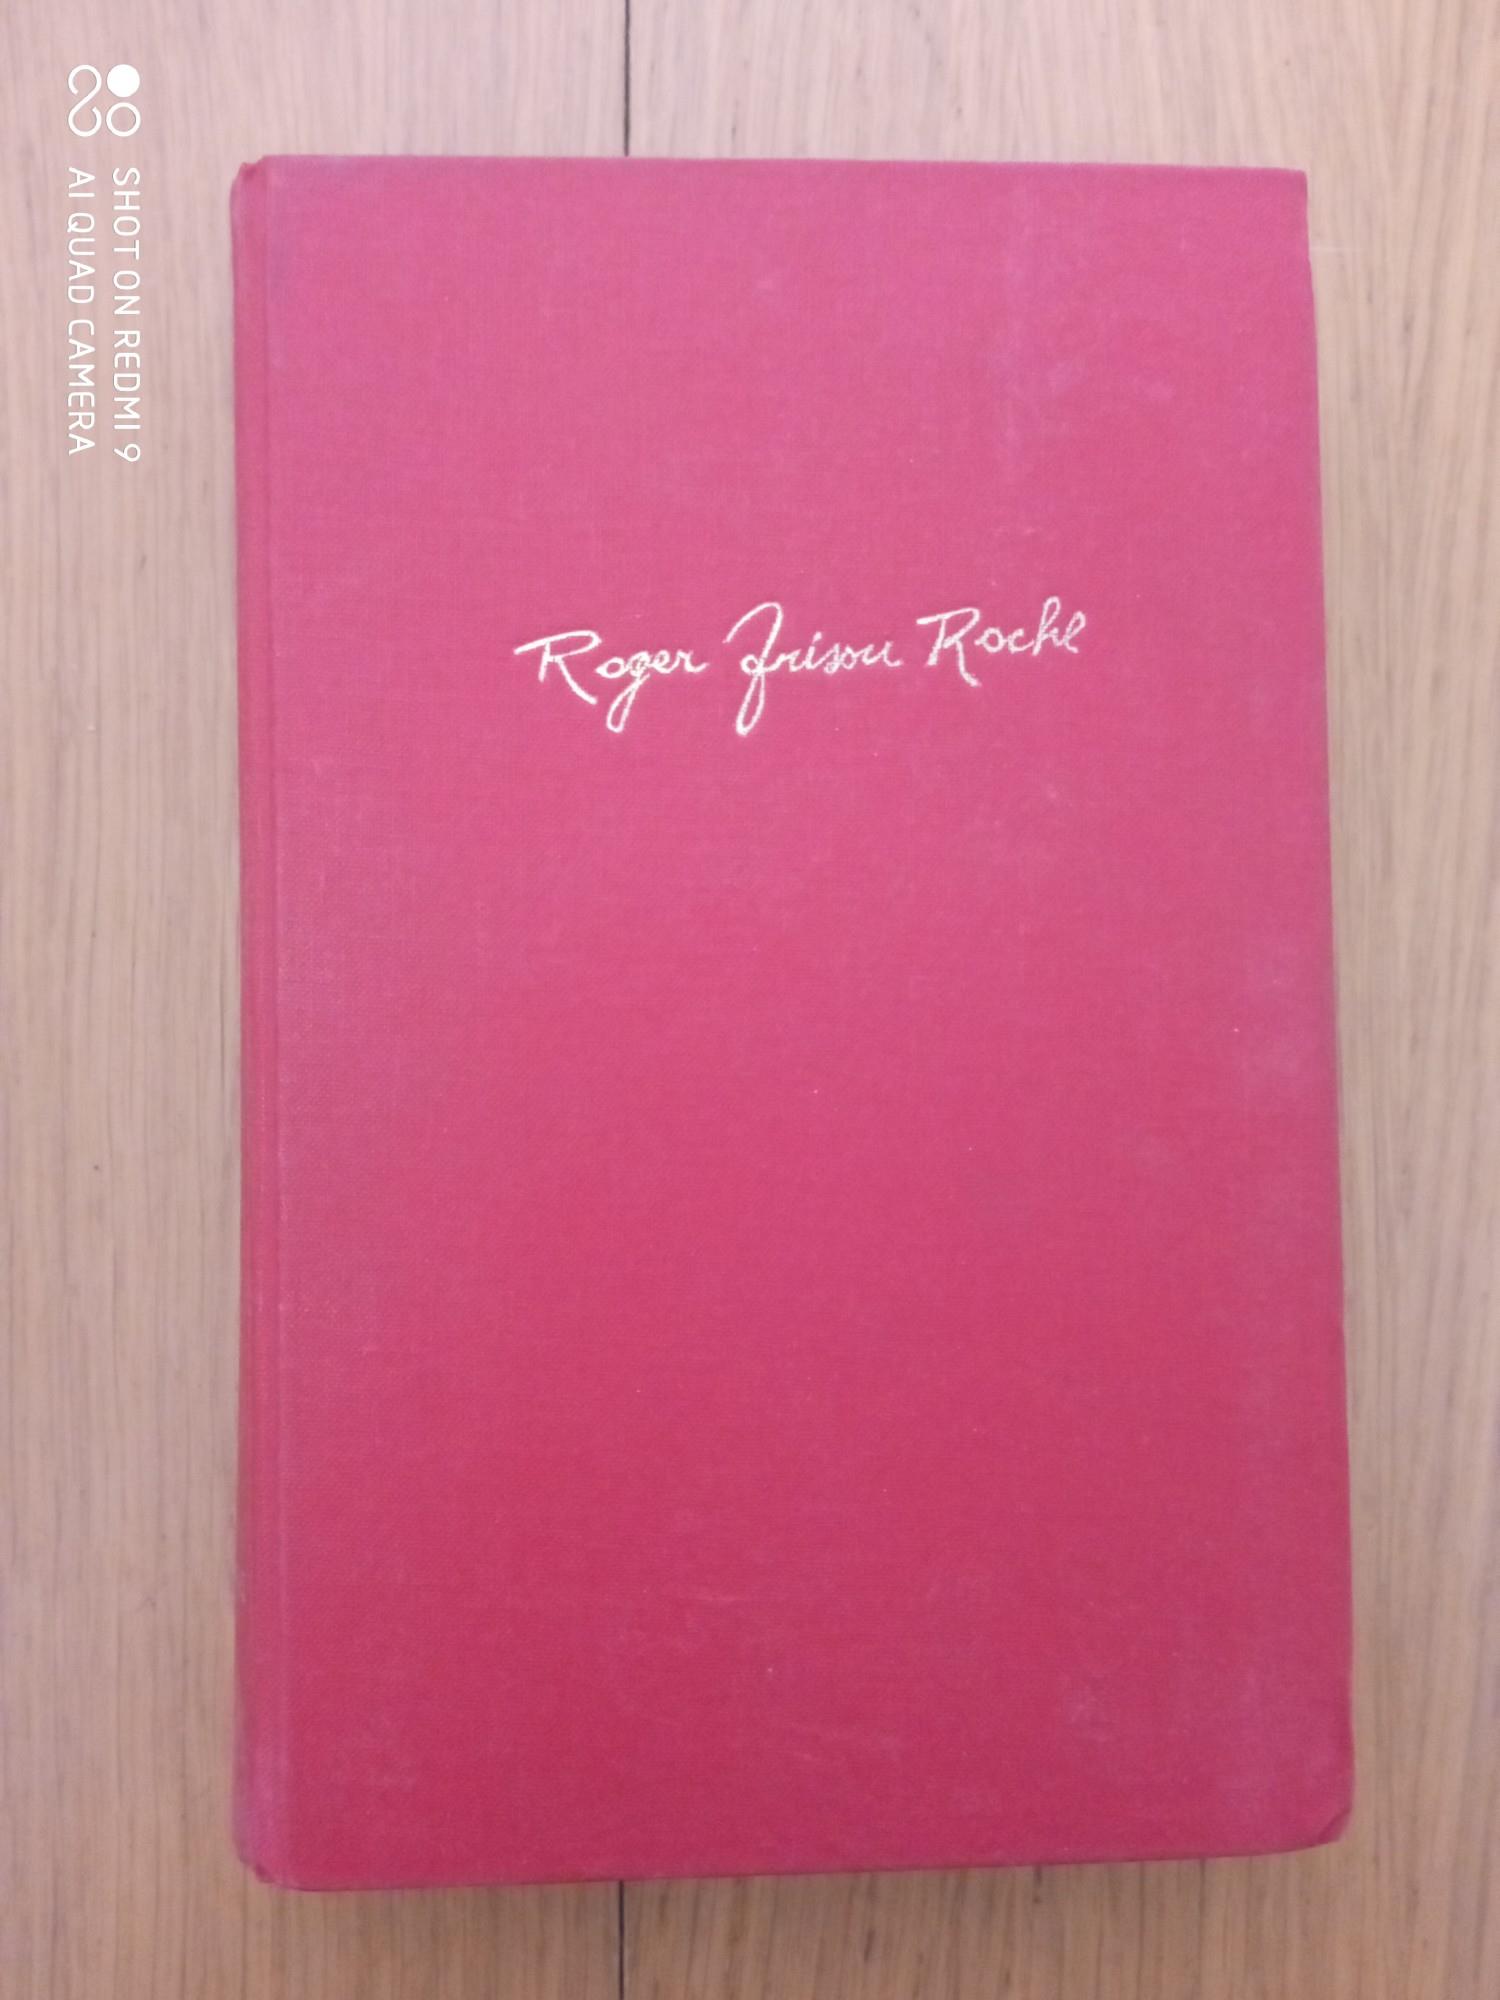 Roger Frison Roche
SHOT ON REDMI 9
AI QUAD CAMERA